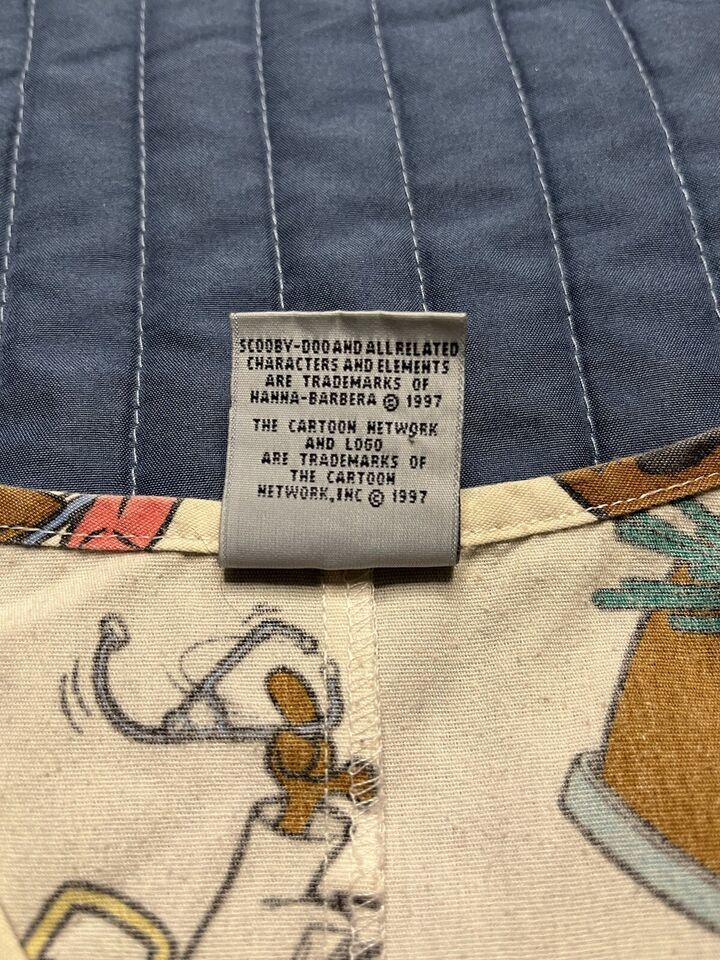 SCOOBY-DOO AND ALL RELATED
CHARACTERS AND ELEMENTS
ARE TRADEMARKS OF
HANNA-BARBERA © 1997
THE CARTOON NETWORK
AND LOGO
ARE TRADEMARKS OF
THE CARTOON
NETWORK, INC © 1997